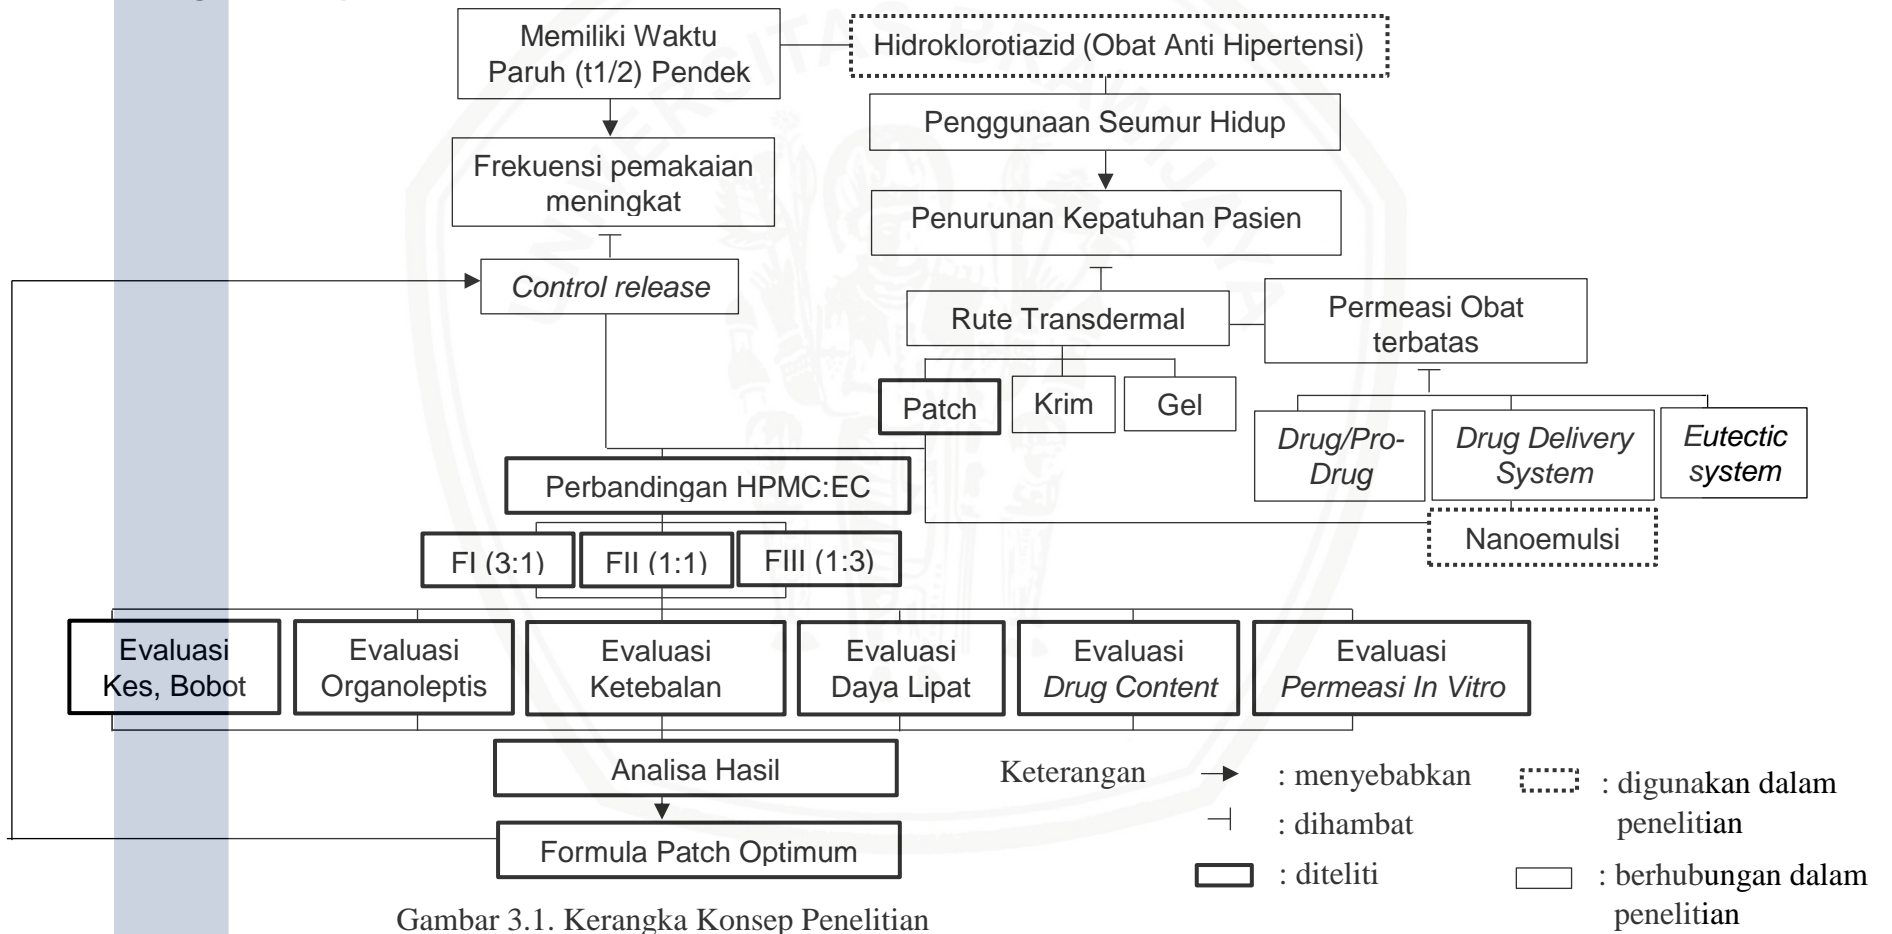 Memiliki Waktu
Paruh (t1/2) Pendek
Hidroklorotiazid (Obat Anti Hipertensi)
Penggunaan Seumur Hidup
Frekuensi pemakaian
meningkat
Penurunan Kepatuhan Pasien
Control release
Rute Transdermal
Permeasi Obat
terbatas
Patch
Krim
Gel
Drug/Pro-
Drug
Drug Delivery
System
Eutectic
system
Perbandingan HPMC:EC
Nanoemulsi
FI (3:1)
FII (1:1)
FIII (1:3)
Evaluasi
Kes, Bobot
Evaluasi
Organoleptis
Evaluasi
Ketebalan
Evaluasi
Daya Lipat
Evaluasi
Drug Content
Evaluasi
Permeasi In Vitro
Analisa Hasil
Formula Patch Optimum
Keterangan
: menyebabkan
: dihambat
: diteliti
: digunakan dalam
penelitian
: berhubungan dalam
penelitian
Gambar 3.1. Kerangka Konsep Penelitian
UNIVERSITAS BRAWIJAYA